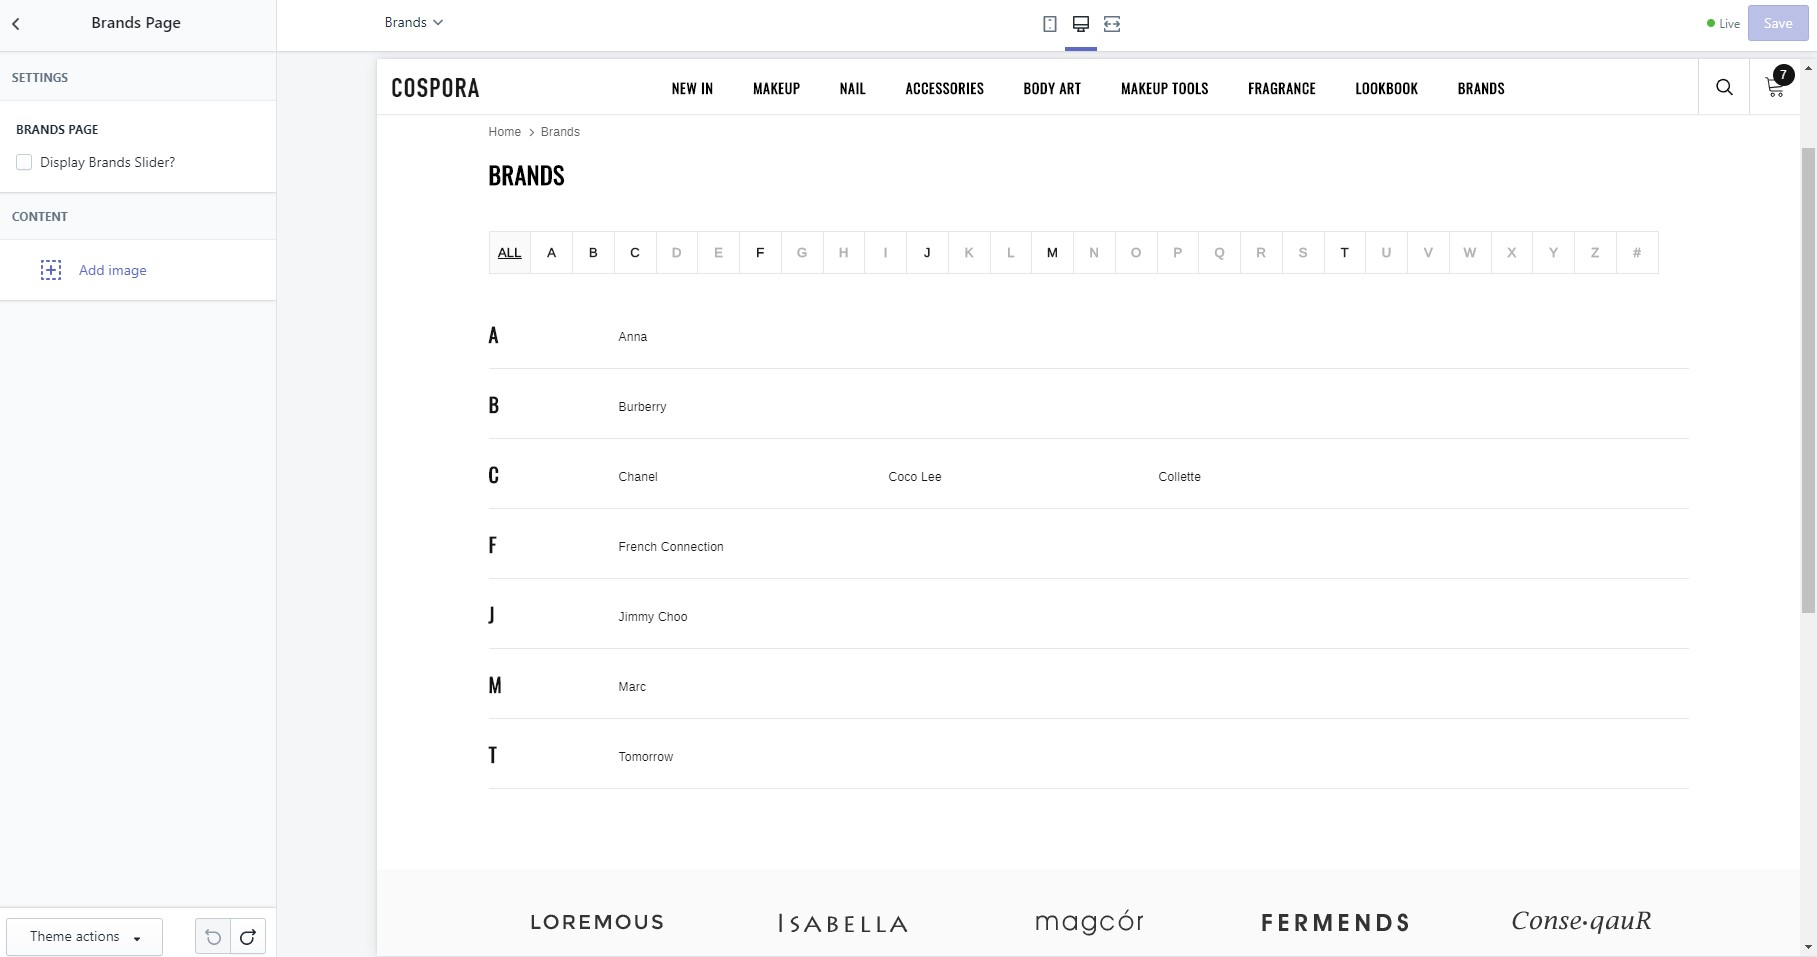 Brands Page
Brands
Live
Save
SETTINGS
BRANDS PAGE
Display Brands Slider?
CONTENT
Add image
Theme actions
COSPORA
NEW IN MAKEUP NAIL ACCESSORIES BODY ART MAKEUP TOOLS FRAGRANCE LOOKBOOK BRANDS
7
Home > Brands
BRANDS
ALL A B C D E F G H I J K L M N O P Q R S T U V W X Y Z #
A Anna
B Burberry
C Chanel Coco Lee Collette
F French Connection
J Jimmy Choo
M Marc
T Tomorrow
LOREMOUS ISABELLA magcór FERMENDS Conse•qauR